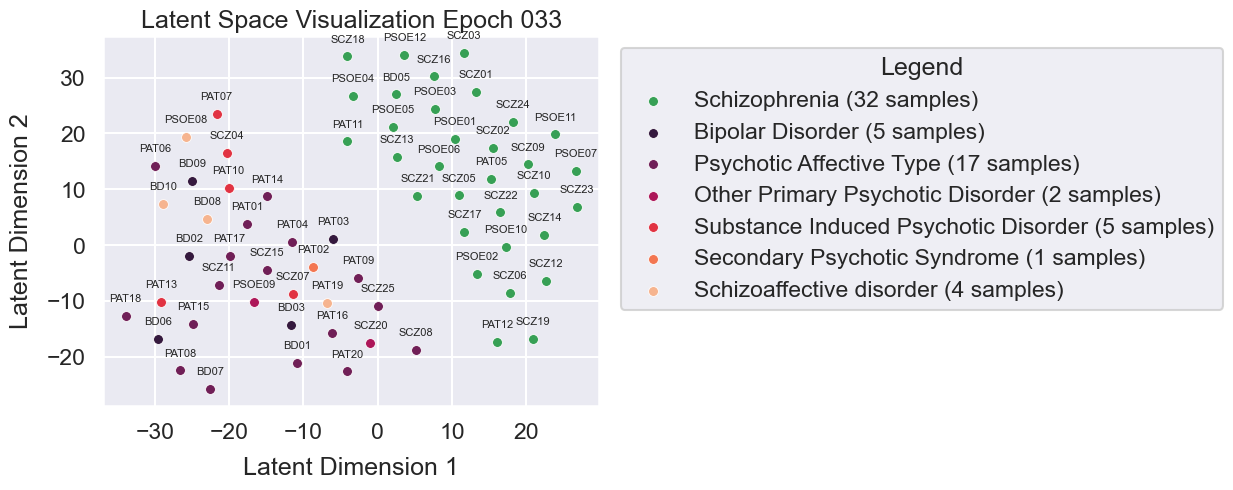 Latent Space Visualization Epoch 033
SCZ18
PSOE12
SCZ03
SCZ16
PSOE04
BD05
SCZ01
PSOE03
PAT07
PSOE05
SCZ24
PSOE08
PAT11
PSOE01
PSOE11
SCZ04
SCZ13
SCZ02
PAT06
PSOE06
SCZ09
BD09
PAT05
PSOE07
PAT10
BD10
PAT14
SCZ21
SCZ05
SCZ10
BD08
SCZ22
SCZ23
PAT01
SCZ17
PAT04
PAT03
SCZ14
BD02
PAT17
PSOE10
SCZ15
PAT02
SCZ11
PAT09
PSOE02
SCZ12
SCZ07
SCZ06
PAT13
PSOE09
PAT19
SCZ25
PAT18
PAT15
BD03
PAT16
BD06
SCZ20
SCZ08
PAT12
SCZ19
PAT08
BD01
PAT20
BD07
30
20
10
0
−10
−20
−30
−20
−10
0
10
20
Latent Dimension 1
Latent Dimension 2
Legend
Schizophrenia (32 samples)
Bipolar Disorder (5 samples)
Psychotic Affective Type (17 samples)
Other Primary Psychotic Disorder (2 samples)
Substance Induced Psychotic Disorder (5 samples)
Secondary Psychotic Syndrome (1 samples)
Schizoaffective disorder (4 samples)